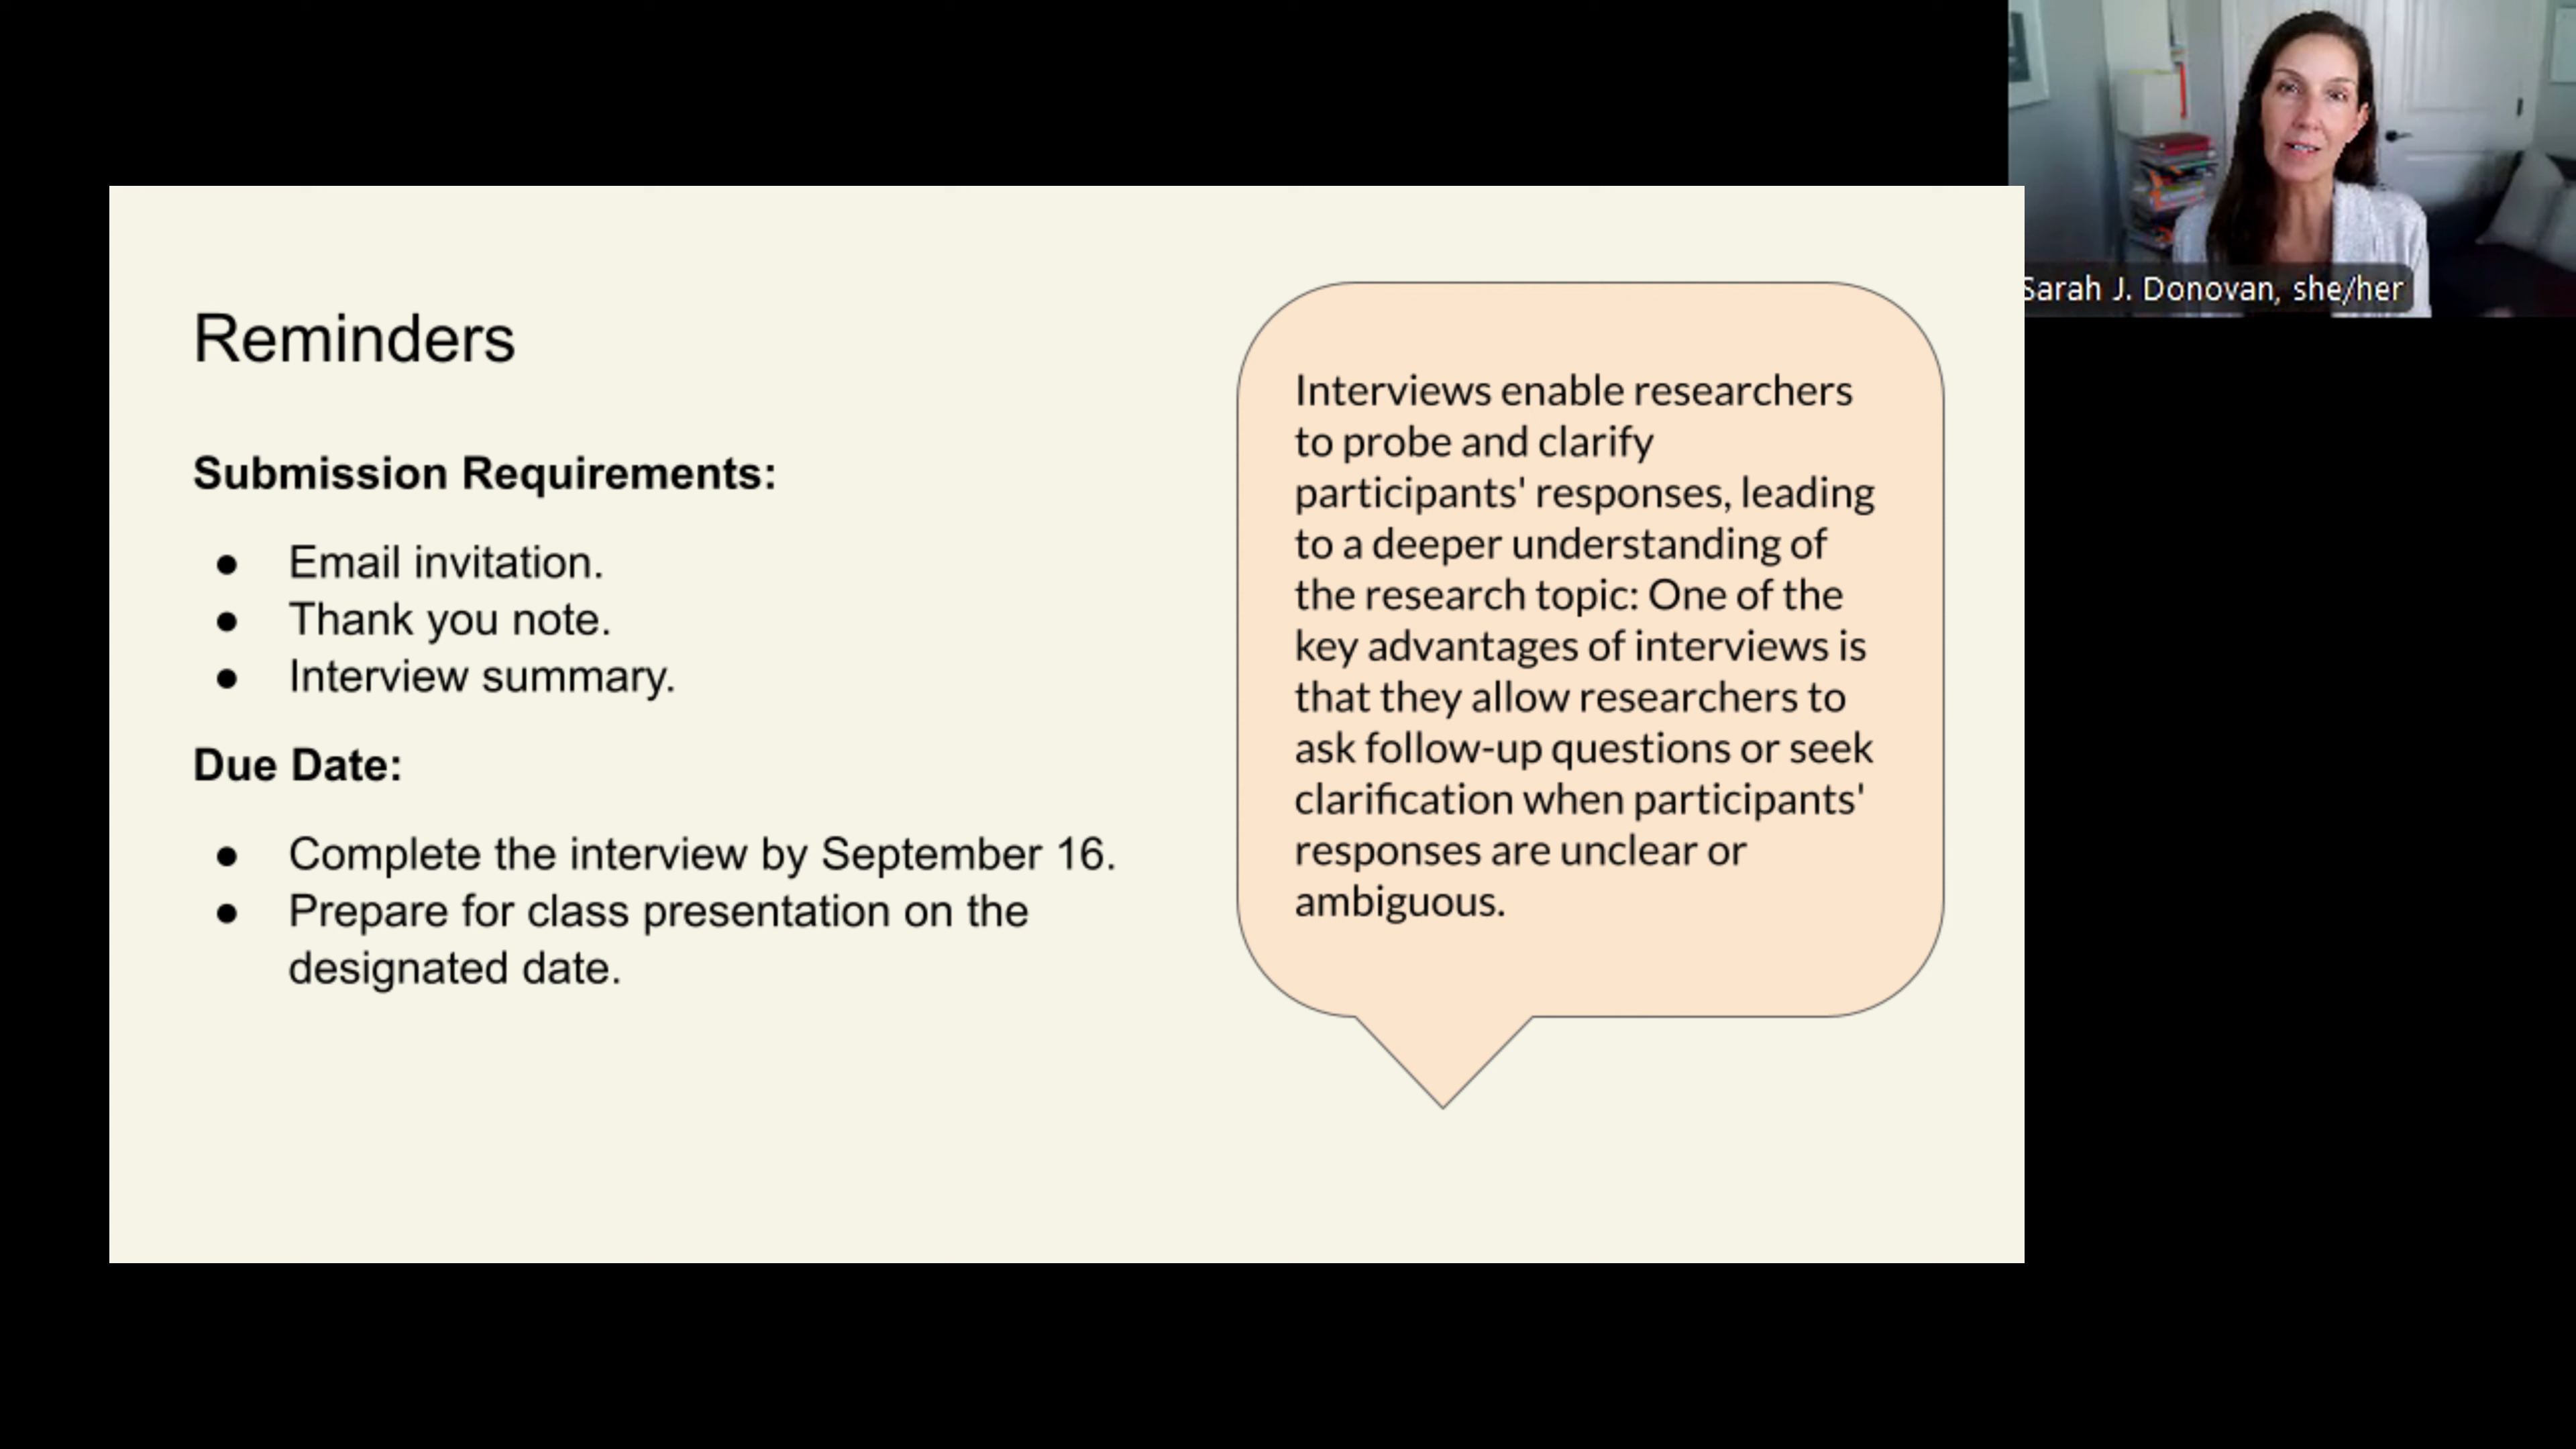 Reminders
Submission Requirements:
● Email invitation.
● Thank you note.
● Interview summary.
Due Date:
● Complete the interview by September 16.
● Prepare for class presentation on the
designated date.
Interviews enable researchers
to probe and clarify
participants' responses, leading
to a deeper understanding of
the research topic: One of the
key advantages of interviews is
that they allow researchers to
ask follow-up questions or seek
clarification when participants'
responses are unclear or
ambiguous.
Sarah J. Donovan, she/her